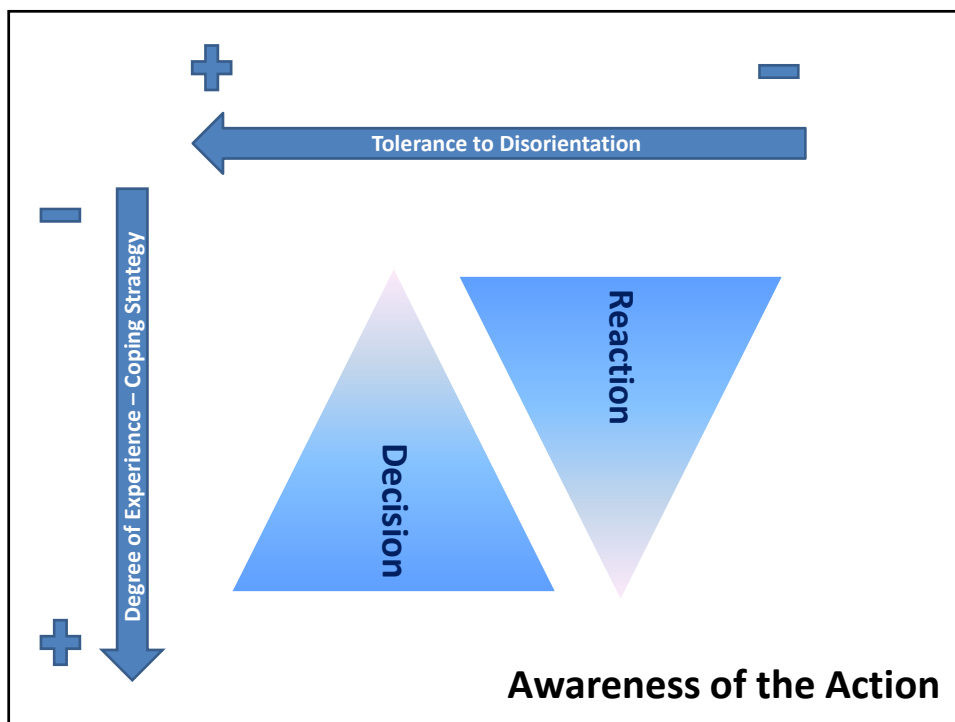 Tolerance to Disorientation
Degree of Experience – Coping Strategy
Reaction
Decision
Awareness of the Action